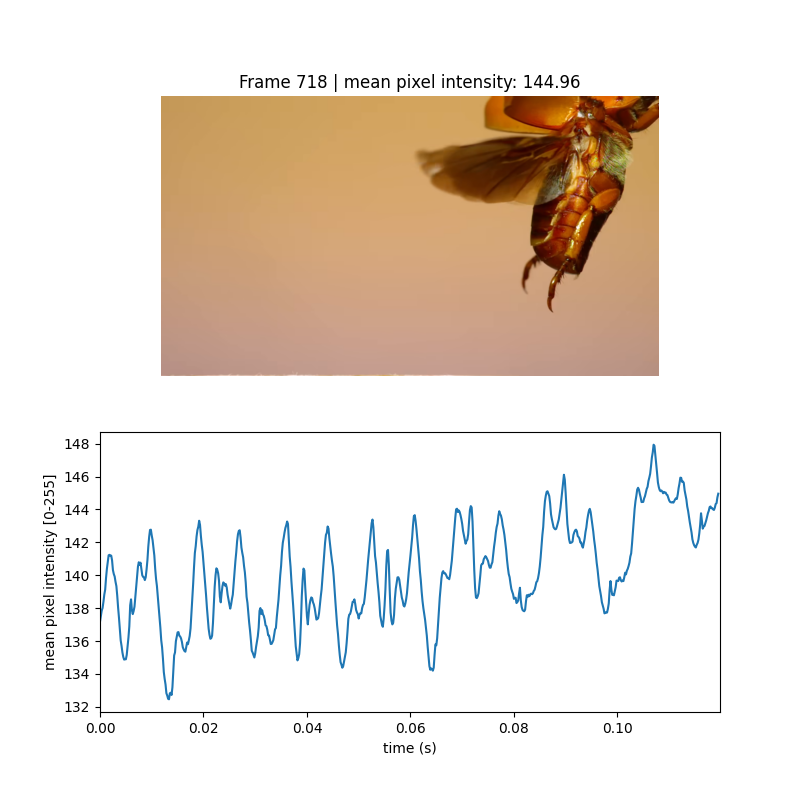 Frame 718 | mean pixel intensity: 144.96
148
146
144
142
140
138
136
134
132
mean pixel intensity [0-255]
0.00 0.02 0.04 0.06 0.08 0.10
time (s)